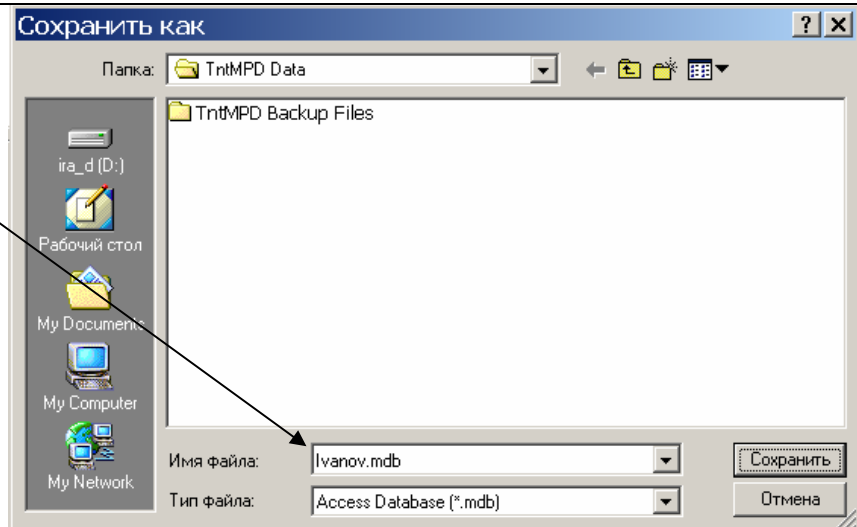 Сохранить как
Папка: TntMPD Data
TntMPD Backup Files
ira_d (D:)
Рабочий стол
My Documents
My Computer
My Network
Имя файла: Ivanov.mdb Сохранить
Тип файла: Access Database (*.mdb) Отмена